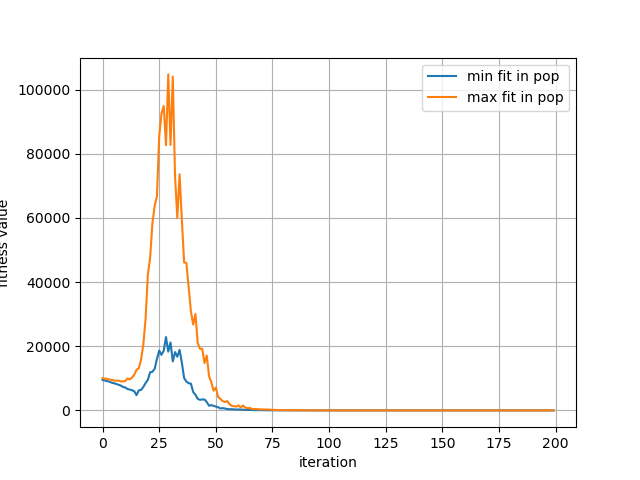 min fit in pop
max fit in pop
100000
80000
60000
40000
20000
0
fitness value
0 25 50 75 100 125 150 175 200
iteration